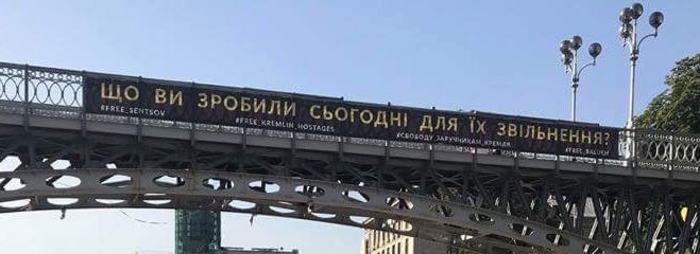 ЩО ВИ ЗРОБИЛИ СЬОГОДНІ ДЛЯ ЇХ ЗВІЛЬНЕННЯ?
#FREE_SENTSOV
#FREE_KREMLIN_HOSTAGES
#СВОБОДУ_ЗАРУЧНИКАМ_КРЕМЛЯ
#FREE_BALUKH